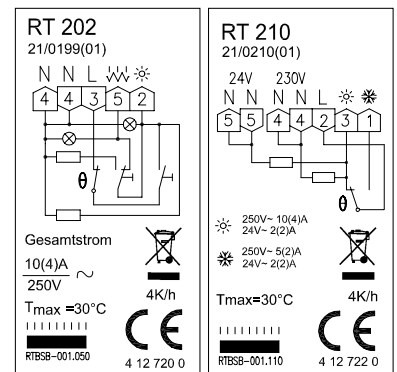 RT 202
21/0199(01)
N N L
4 4 3 5 2
θ
Gesamtstrom
10(4)A
250V
~
Tmax =30°C
4K/h
CE
RTBSB-001.050
4 12 720 0
RT 210
21/0210(01)
24V 230V
N N N N L
5 5 4 4 2 3 1
θ
250V~ 10(4)A
24V~ 2(2)A
250V~ 5(2)A
24V~ 2(2)A
Tmax=30°C
4K/h
CE
RTBSB-001.110
4 12 722 0